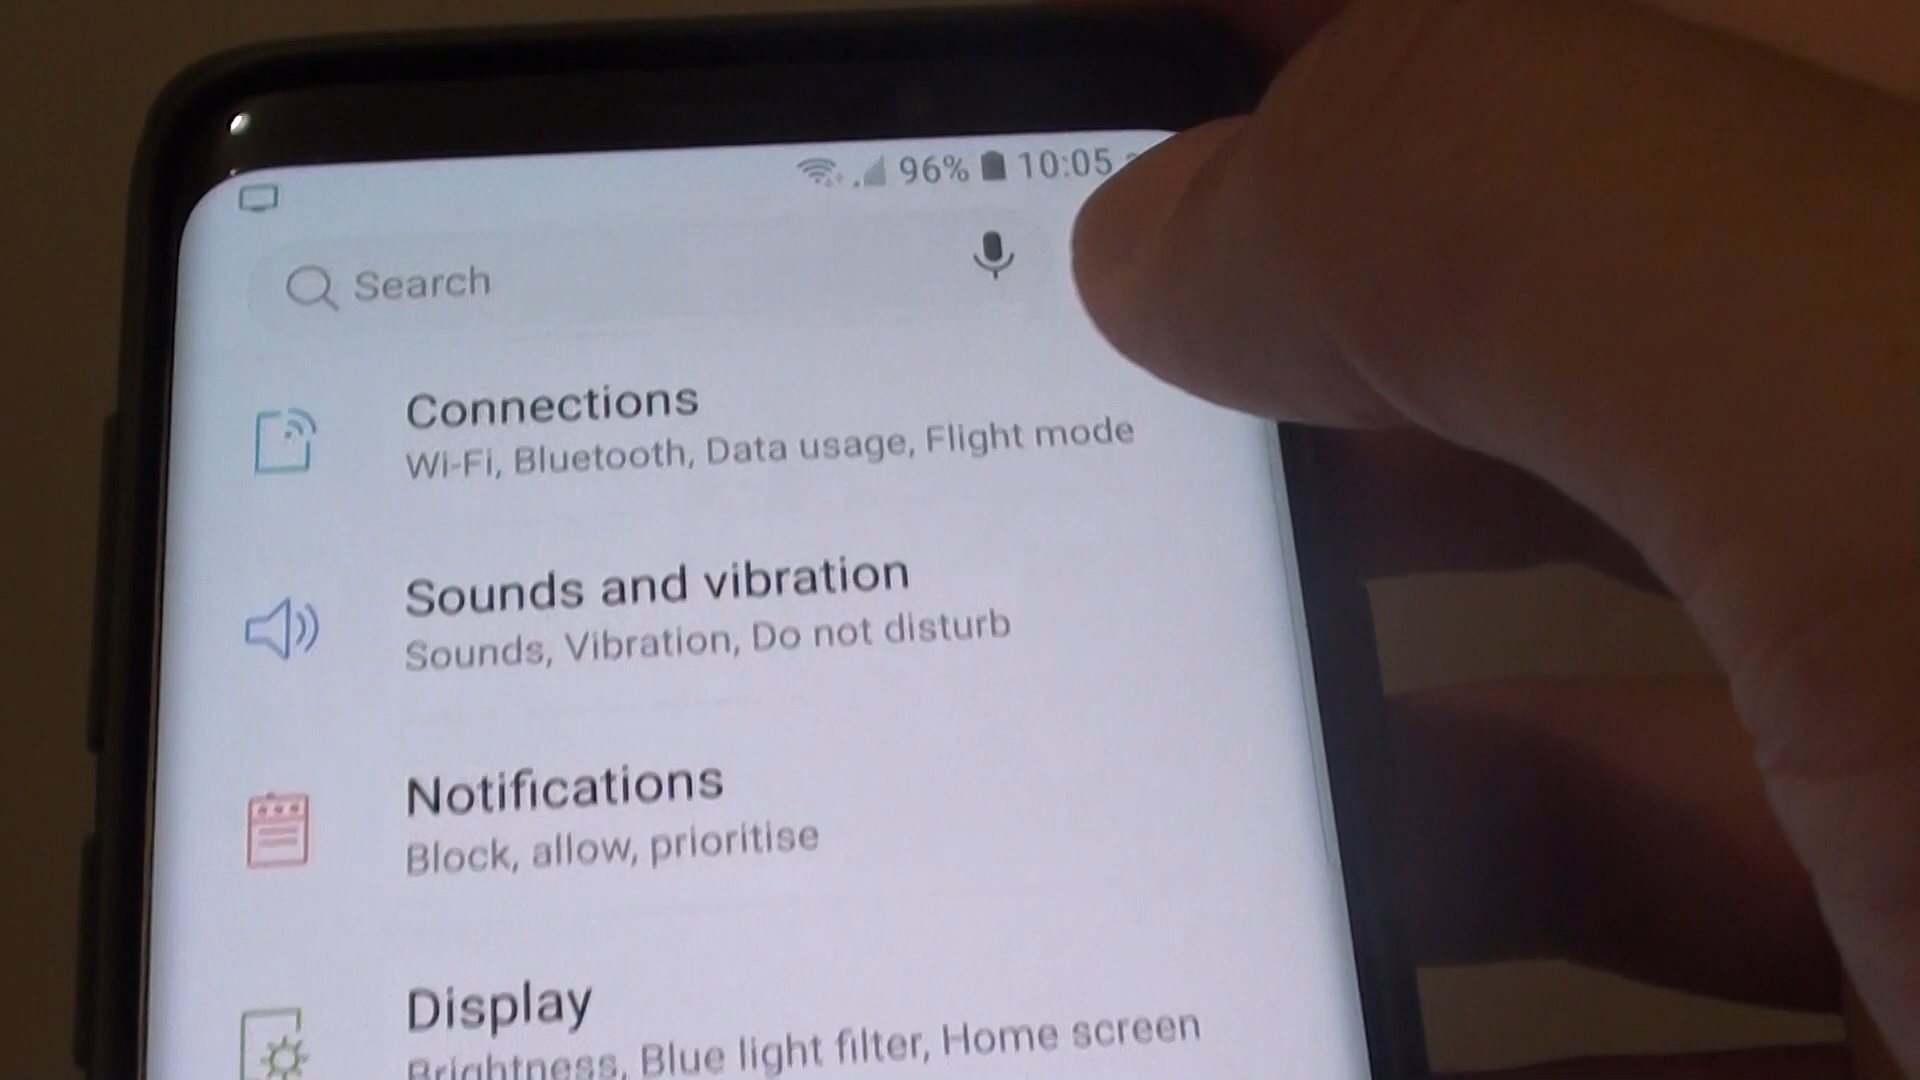 96% 10:05
Search
Connections
Wi-Fi, Bluetooth, Data usage, Flight mode
Sounds and vibration
Sounds, Vibration, Do not disturb
Notifications
Block, allow, prioritise
Display
Brightness, Blue light filter, Home screen